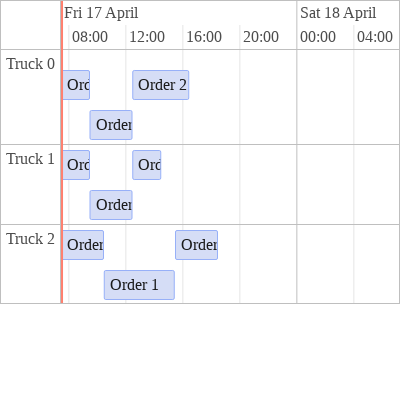 Fri 17 April Sat 18 April
08:00 12:00 16:00 20:00 00:00 04:00
Truck 0
Ord Order 2
Order
Truck 1
Ord Ord
Order
Truck 2
Order Order
Order 1